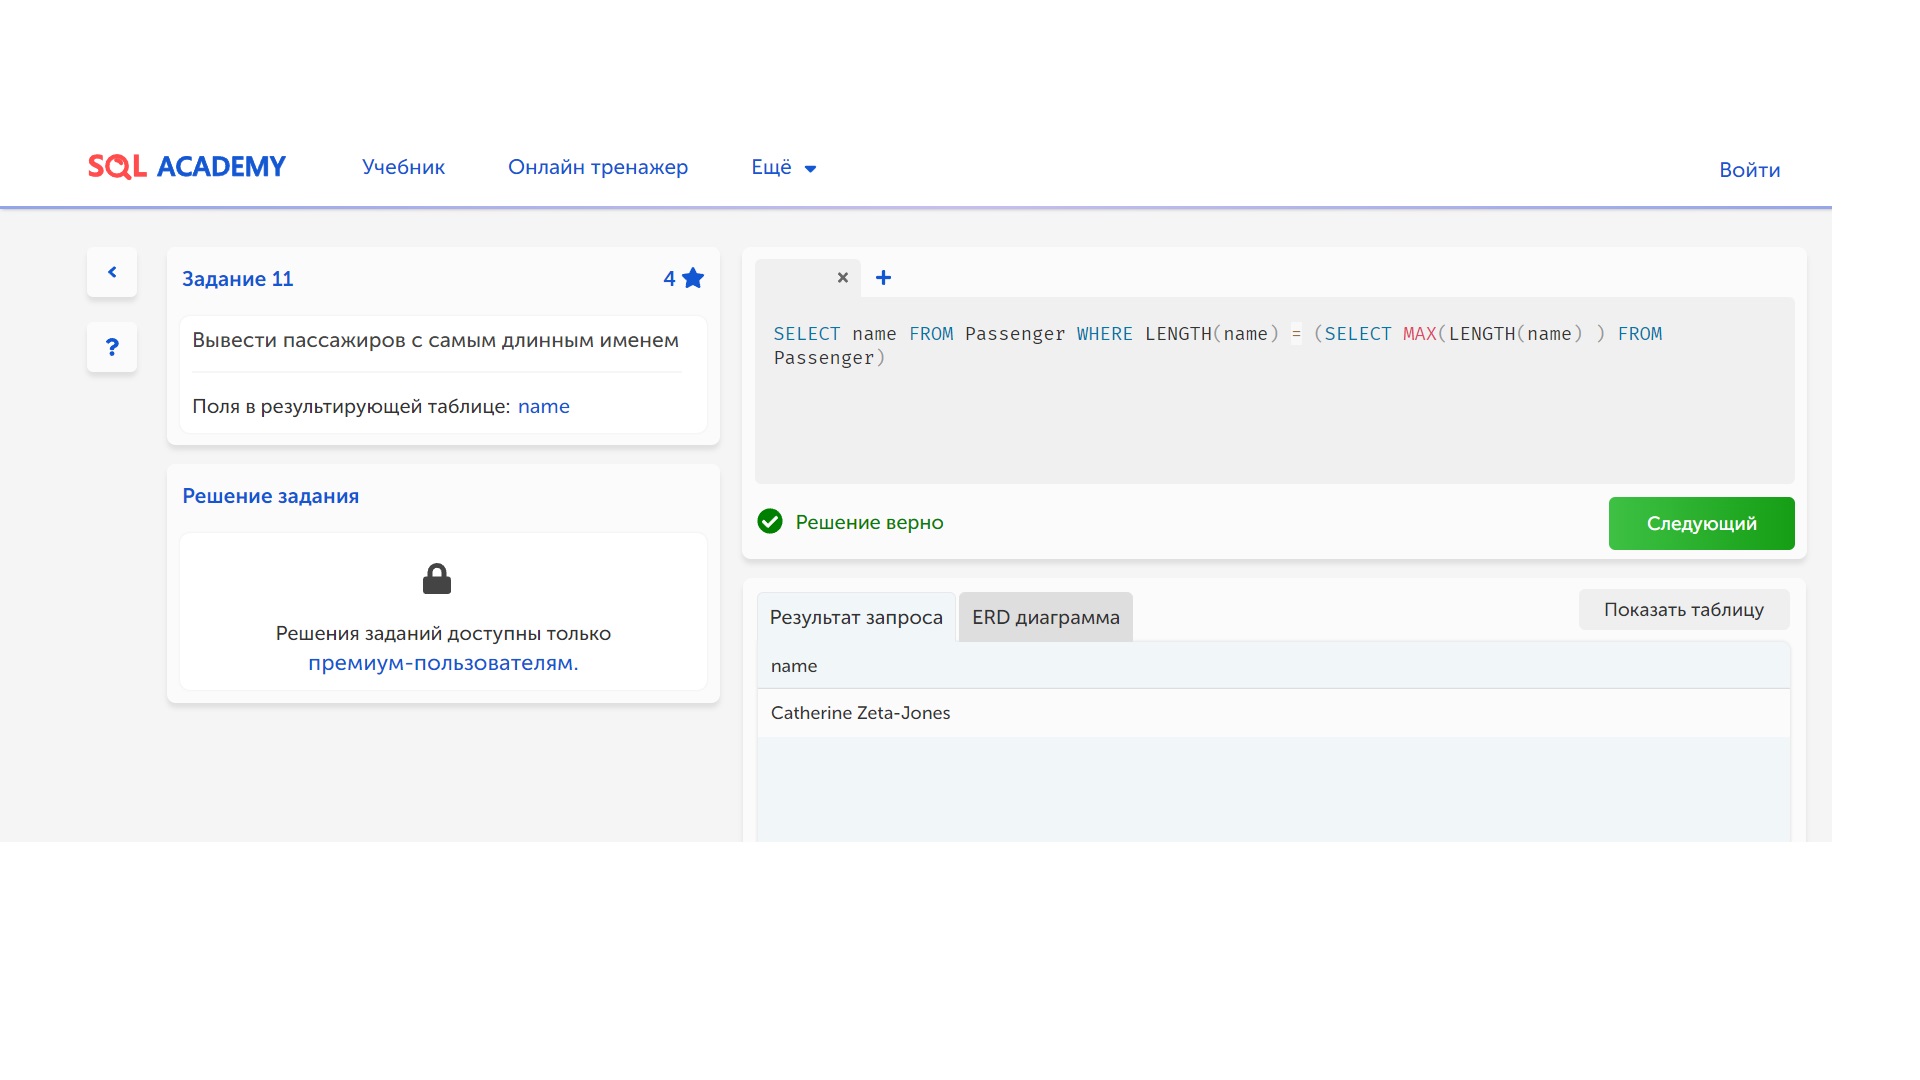 SQL ACADEMY
Учебник
Онлайн тренажер
Ещё
Войти
Задание 11
4
Вывести пассажиров с самым длинным именем
Поля в результирующей таблице: name
Решение задания
Решения заданий доступны только
премиум-пользователям.
SELECT name FROM Passenger WHERE LENGTH(name) = (SELECT MAX(LENGTH(name) ) FROM
Passenger)
Решение верно
Следующий
Результат запроса
ERD диаграмма
Показать таблицу
name
Catherine Zeta-Jones